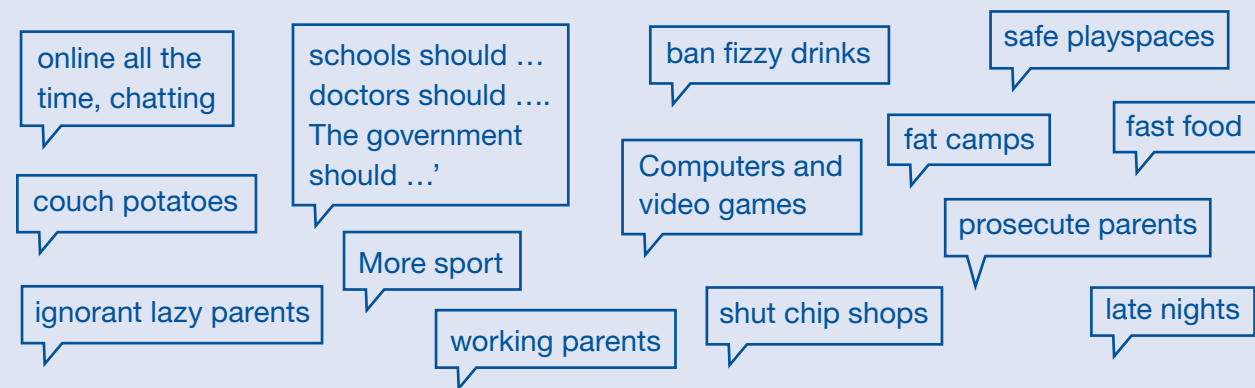 online all the
time, chatting
schools should …
doctors should ….
The government
should …’
ban fizzy drinks
safe playspaces
fat camps
fast food
couch potatoes
Computers and
video games
prosecute parents
More sport
ignorant lazy parents
working parents
shut chip shops
late nights